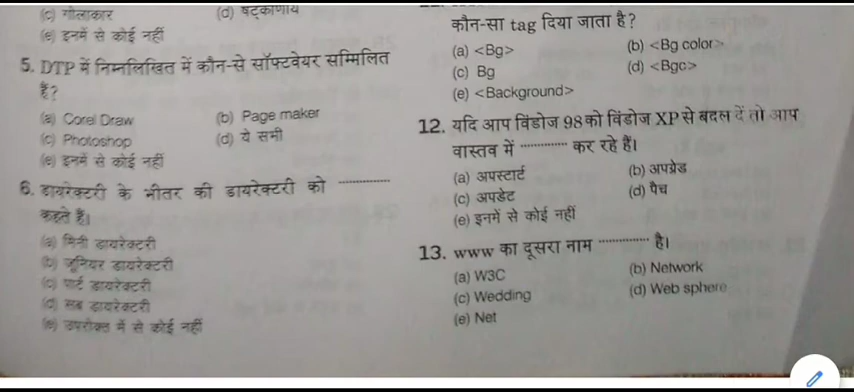 (c) गोलाकार (d) षट्कोणीय
(e) इनमें से कोई नहीं
5. DTP में निम्नलिखित में कौन-से सॉफ्टवेयर सम्मिलित
हैं?
(a) Corel Draw (b) Page maker
(c) Photoshop (d) ये सभी
(e) इनमें से कोई नहीं
6. डायरेक्टरी के भीतर की डायरेक्टरी को ..............
कहते हैं।
(a) मिनी डायरेक्टरी
(b) जूनियर डायरेक्टरी
(c) पार्ट डायरेक्टरी
(d) सब डायरेक्टरी
(e) उपरोक्त में से कोई नहीं
कौन-सा tag दिया जाता है?
(a) <Bg> (b) <Bg color>
(c) Bg (d) <Bgc>
(e) <Background>
12. यदि आप विंडोज 98 को विंडोज XP से बदल दें तो आप
वास्तव में ............. कर रहे हैं।
(a) अपस्टार्ट (b) अपग्रेड
(c) अपडेट (d) पैच
(e) इनमें से कोई नहीं
13. www का दूसरा नाम .............. है।
(a) W3C (b) Network
(c) Wedding (d) Web sphere
(e) Net